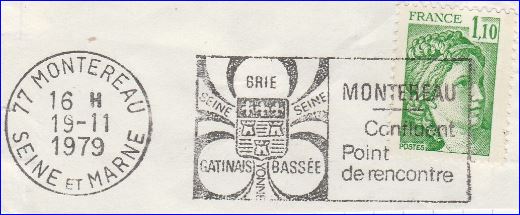 77 MONTEREAU
16 H
19-11
1979
SEINE ET MARNE
BRIE
SEINE SEINE
GATINAIS BASSÉE
YONNE
MONTEREAU
Confluent
Point
de rencontre
FRANCE
1,10
POSTES